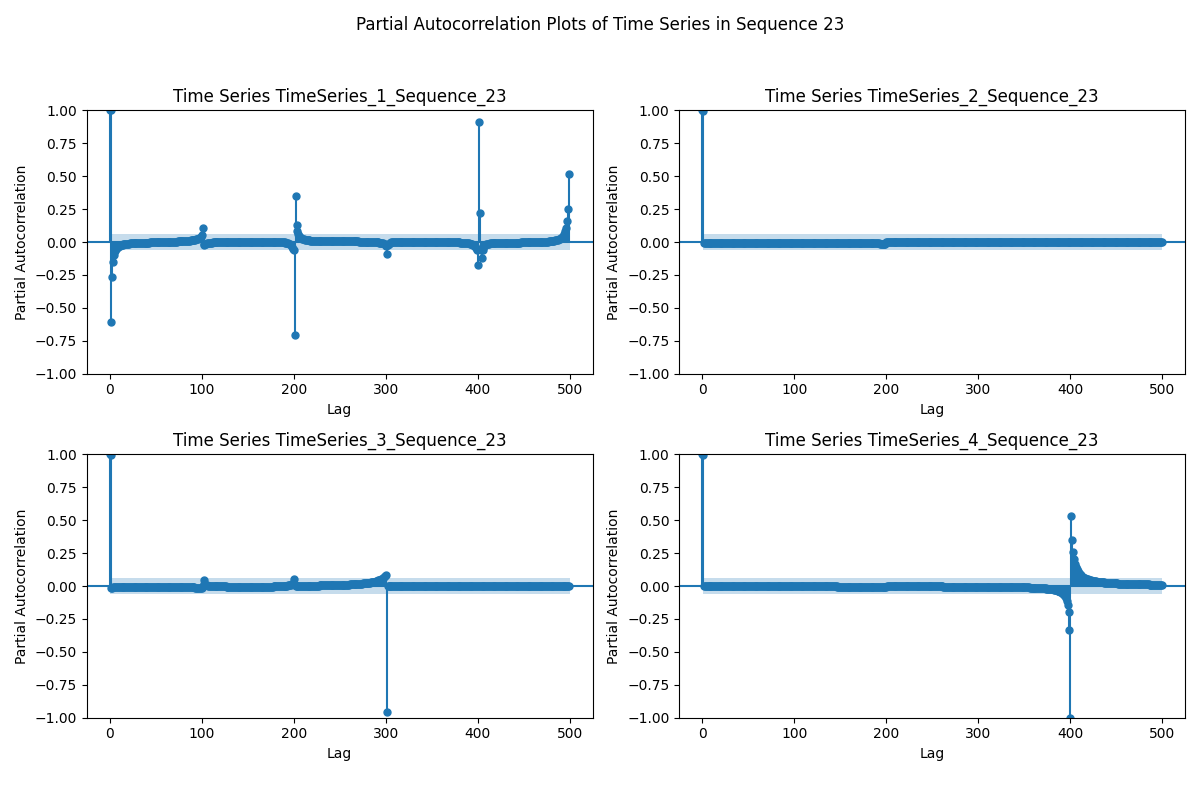 Partial Autocorrelation Plots of Time Series in Sequence 23
Time Series TimeSeries_1_Sequence_23
Partial Autocorrelation
1.00
0.75
0.50
0.25
0.00
−0.25
−0.50
−0.75
−1.00
0 100 200 300 400 500
Lag
Time Series TimeSeries_2_Sequence_23
Partial Autocorrelation
1.00
0.75
0.50
0.25
0.00
−0.25
−0.50
−0.75
−1.00
0 100 200 300 400 500
Lag
Time Series TimeSeries_3_Sequence_23
Partial Autocorrelation
1.00
0.75
0.50
0.25
0.00
−0.25
−0.50
−0.75
−1.00
0 100 200 300 400 500
Lag
Time Series TimeSeries_4_Sequence_23
Partial Autocorrelation
1.00
0.75
0.50
0.25
0.00
−0.25
−0.50
−0.75
−1.00
0 100 200 300 400 500
Lag